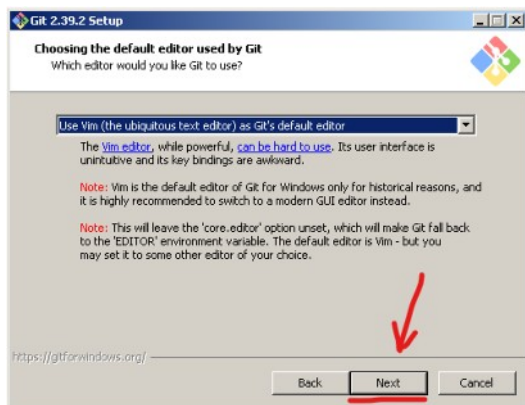 Git 2.39.2 Setup
Choosing the default editor used by Git
Which editor would you like Git to use?
Use Vim (the ubiquitous text editor) as Git's default editor
The Vim editor, while powerful, can be hard to use. Its user interface is
unintuitive and its key bindings are awkward.
Note: Vim is the default editor of Git for Windows only for historical reasons, and
it is highly recommended to switch to a modern GUI editor instead.
Note: This will leave the 'core.editor' option unset, which will make Git fall back
to the 'EDITOR' environment variable. The default editor is Vim - but you
may set it to some other editor of your choice.
https://gitforwindows.org/
Back Next Cancel